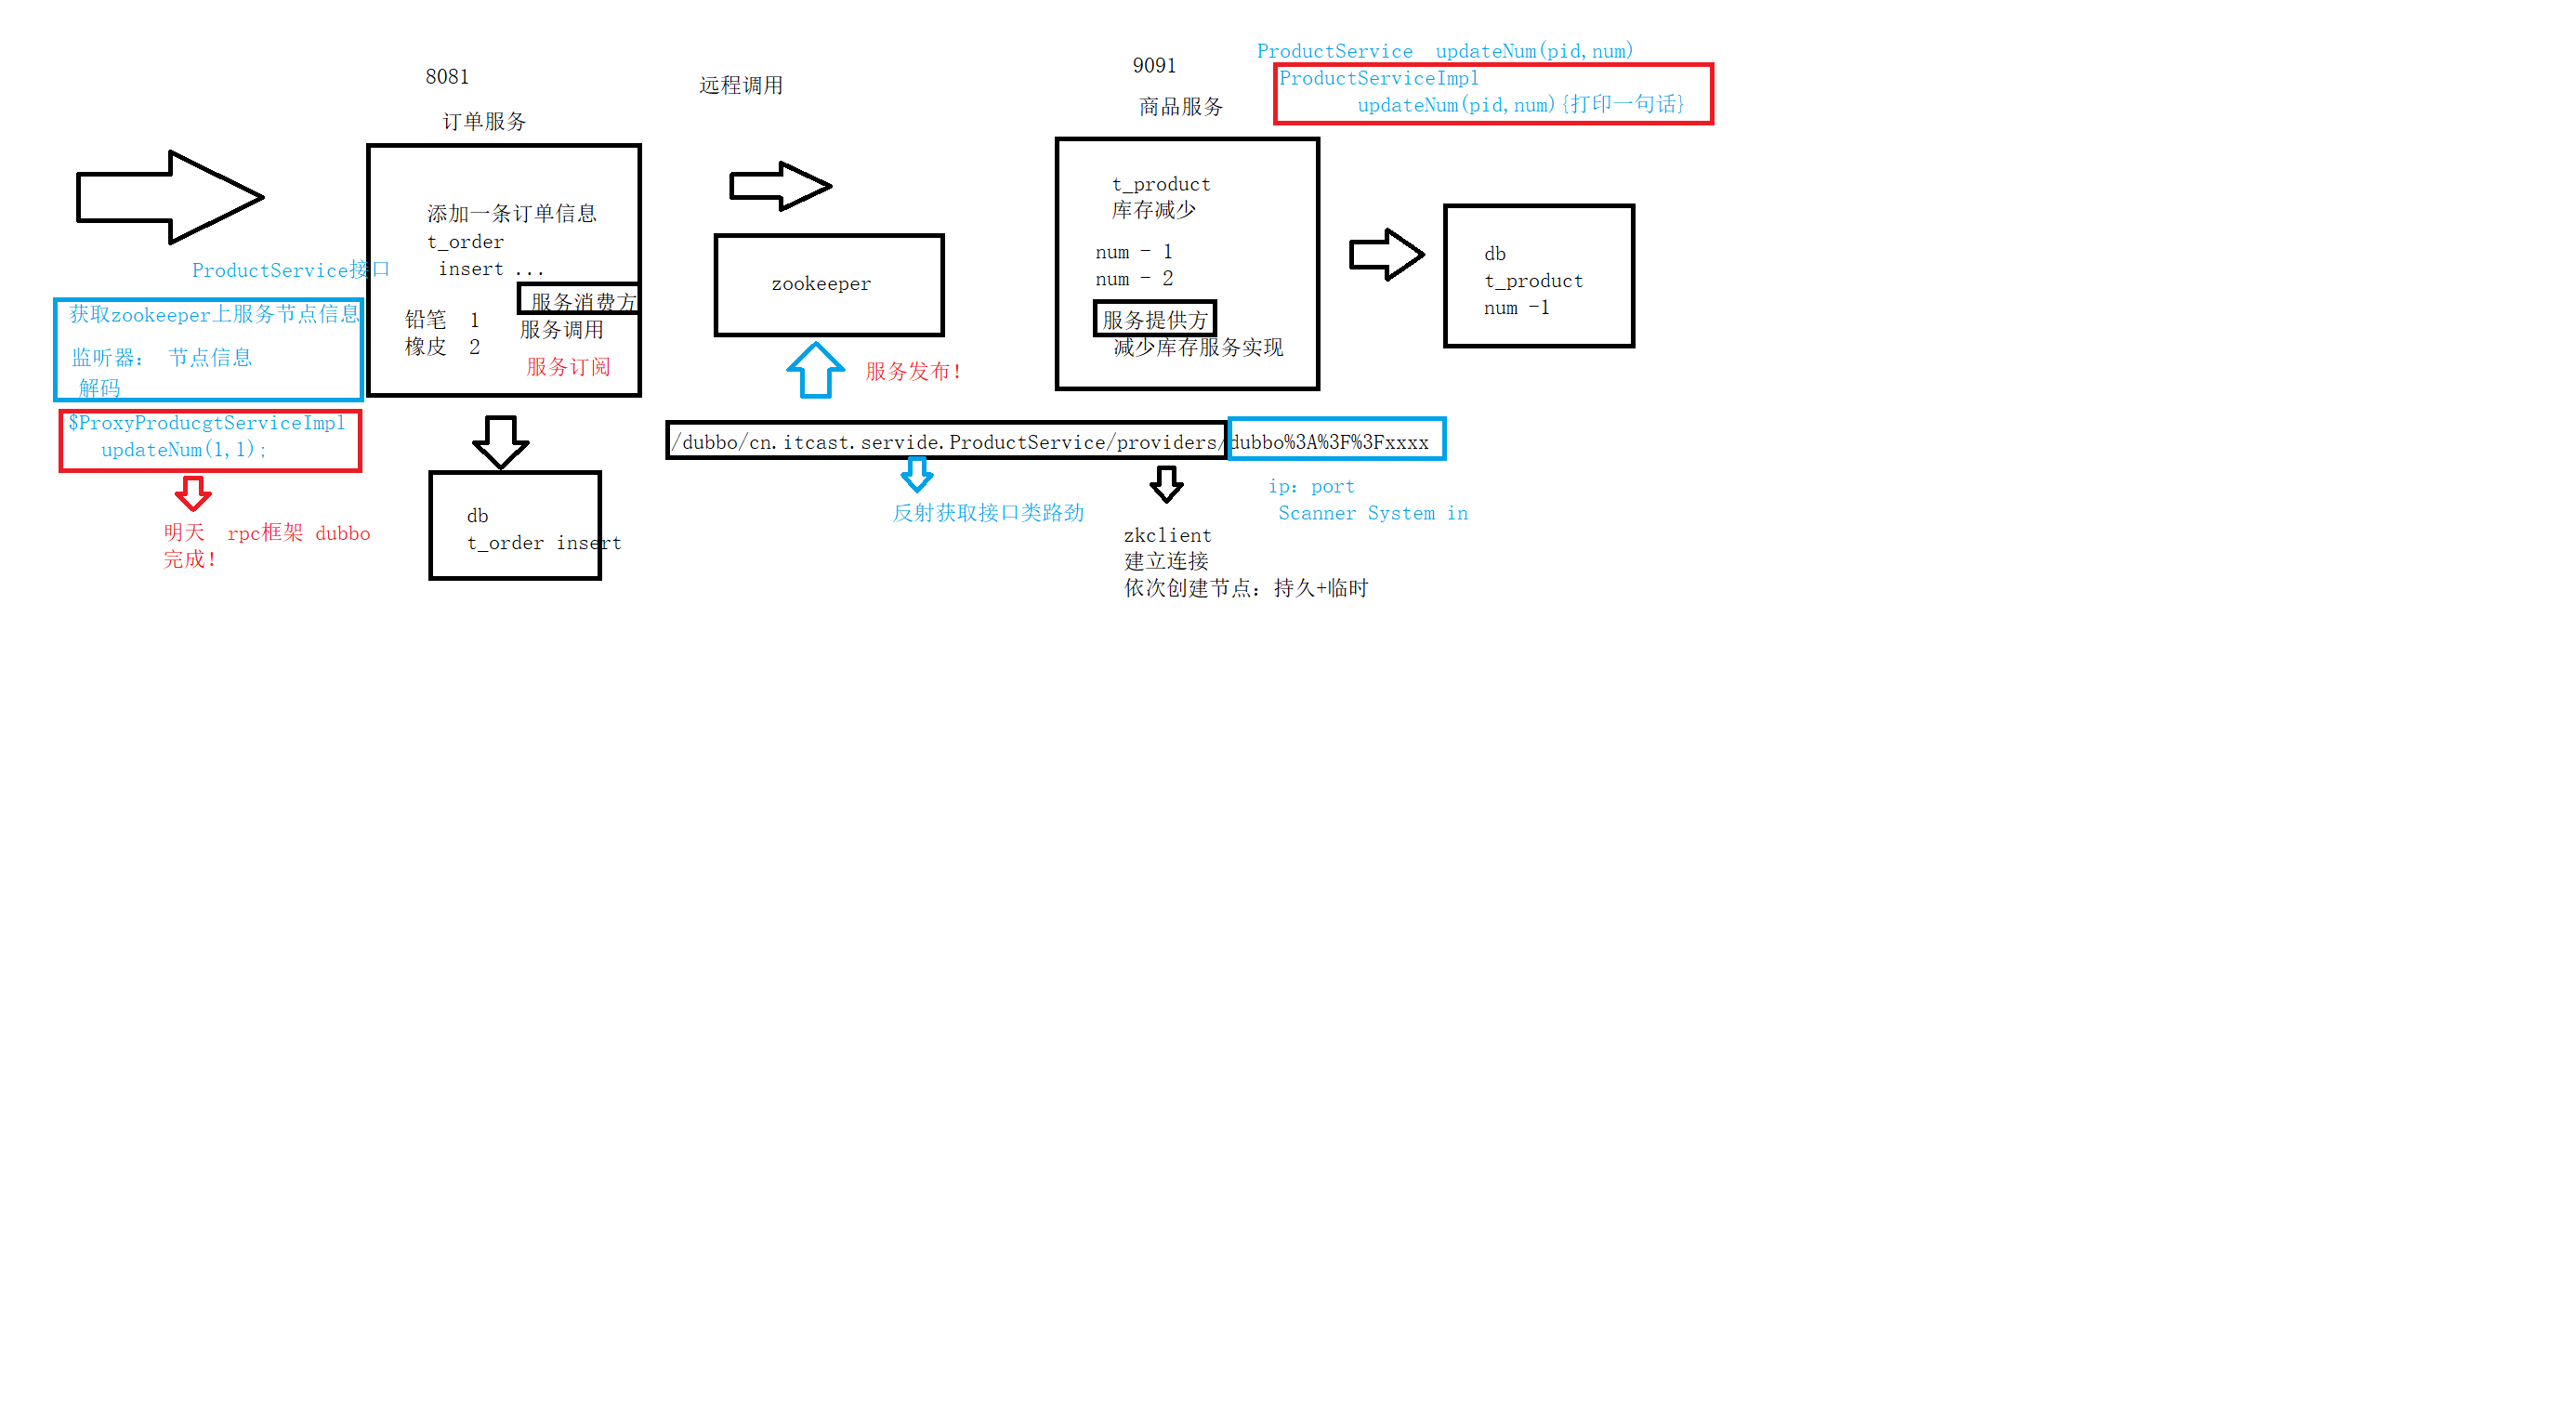 8081
订单服务
远程调用
9091
商品服务
ProductService  updateNum(pid,num)
ProductServiceImpl
updateNum(pid,num){打印一句话}
添加一条订单信息
t_order
insert ...
铅笔  1
橡皮  2
服务消费方
服务调用
服务订阅
ProductService接口
获取zookeeper上服务节点信息
监听器： 节点信息
解码
$ProxyProducgtServiceImpl
updateNum(1,1);
明天  rpc框架 dubbo
完成！
db
t_order insert
zookeeper
服务发布！
t_product
库存减少
num - 1
num - 2
服务提供方
减少库存服务实现
db
t_product
num -1
/dubbo/cn.itcast.servide.ProductService/providers/dubbo%3A%3F%3Fxxxx
反射获取接口类路劲
zkclient
建立连接
依次创建节点：持久+临时
ip：port
Scanner System in